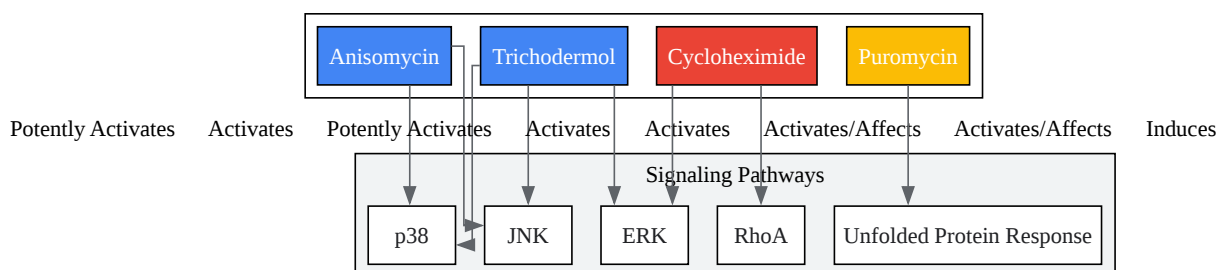 Anisomycin
Trichodermol
Cycloheximide
Puromycin
Potently Activates
Activates
Potently Activates
Activates
Activates
Activates/Affects
Activates/Affects
Induces
Signaling Pathways
p38
JNK
ERK
RhoA
Unfolded Protein Response